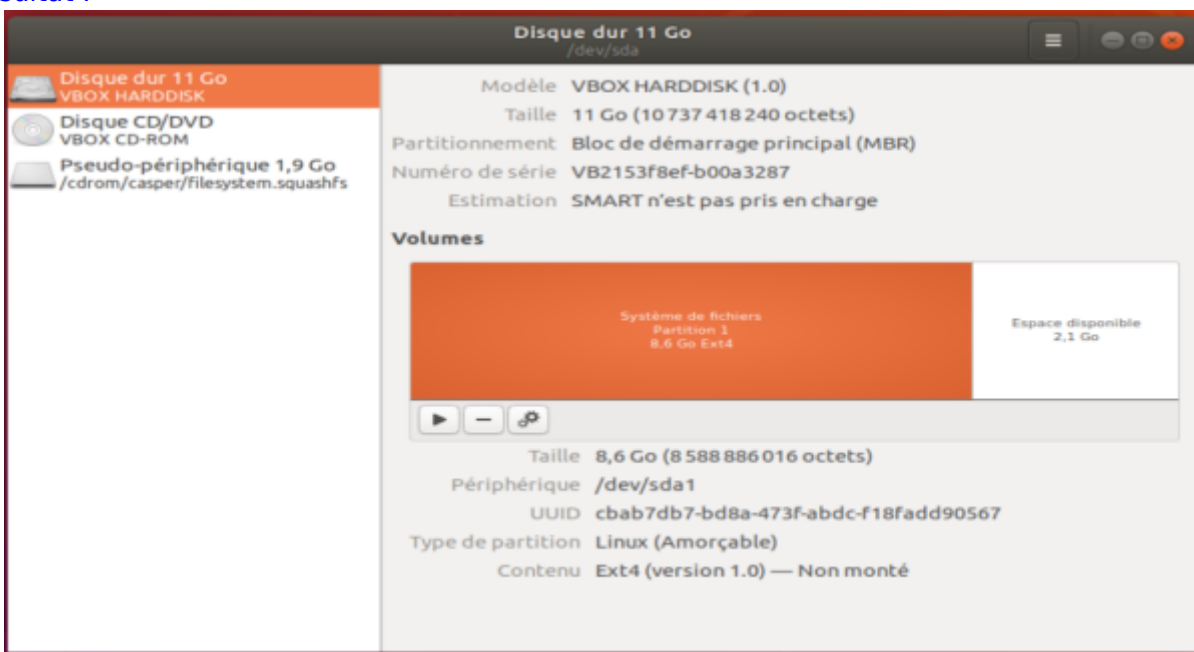 Disque dur 11 Go
/dev/sda
Disque dur 11 Go
VBOX HARDDISK
Disque CD/DVD
VBOX CD-ROM
Pseudo-périphérique 1,9 Go
/cdrom/casper/filesystem.squashfs
Modèle VBOX HARDDISK (1.0)
Taille 11 Go (10 737 418 240 octets)
Partitionnement Bloc de démarrage principal (MBR)
Numéro de série VB2153f8ef-b00a3287
Estimation SMART n'est pas pris en charge
Volumes
Système de fichiers
Partition 1
8,6 Go Ext4
Espace disponible
2,1 Go
Taille 8,6 Go (8 588 886 016 octets)
Périphérique /dev/sda1
UUID cbab7db7-bd8a-473f-abdc-f18fadd90567
Type de partition Linux (Amorçable)
Contenu Ext4 (version 1.0) — Non monté